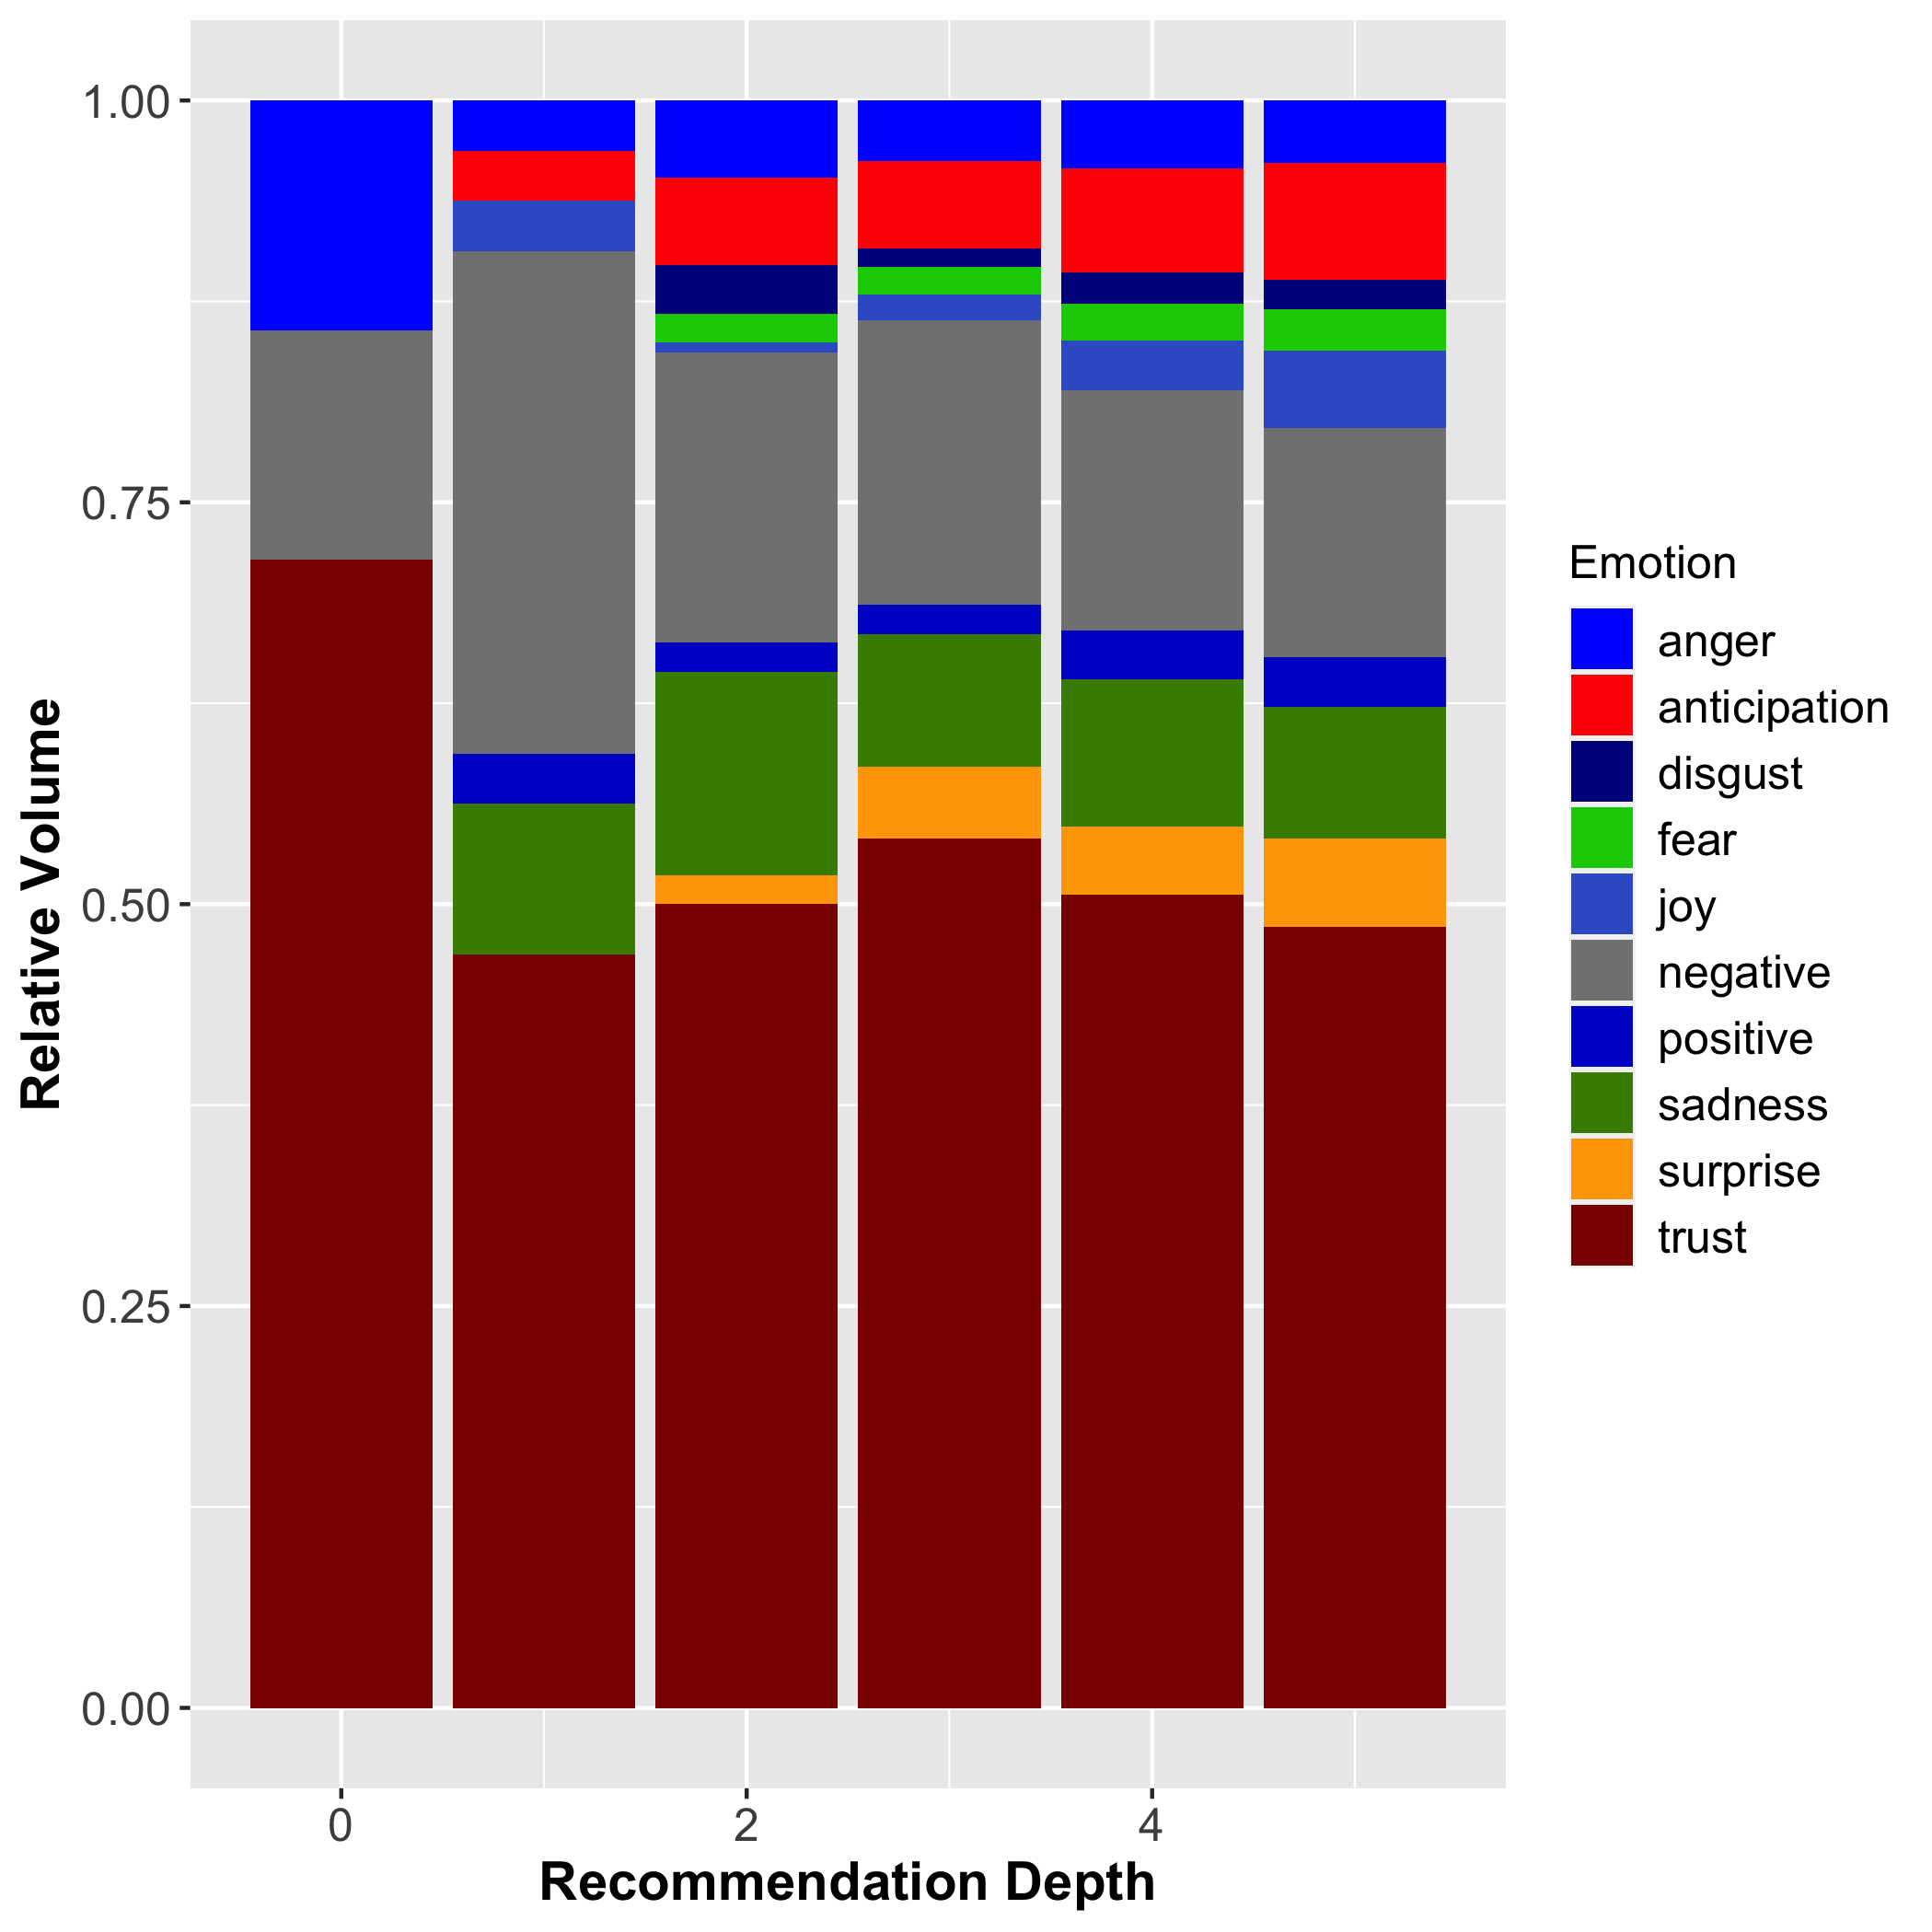 Relative Volume
1.00
0.75
0.50
0.25
0.00
0 2 4
Recommendation Depth
Emotion
anger
anticipation
disgust
fear
joy
negative
positive
sadness
surprise
trust